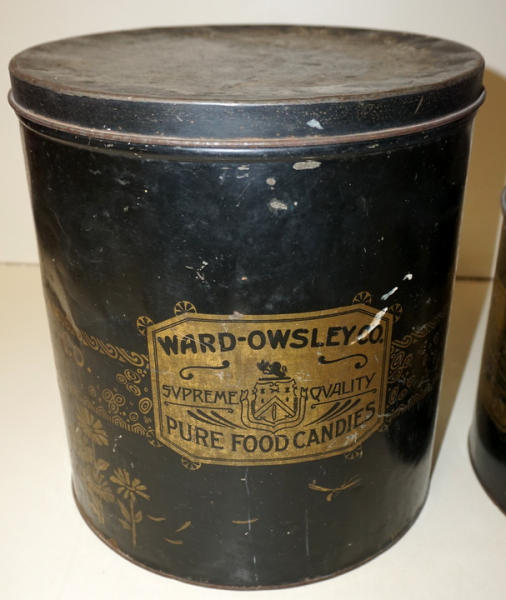 WARD-OWSLEY CO.
SVPREME QVALITY
PURE FOOD CANDIES